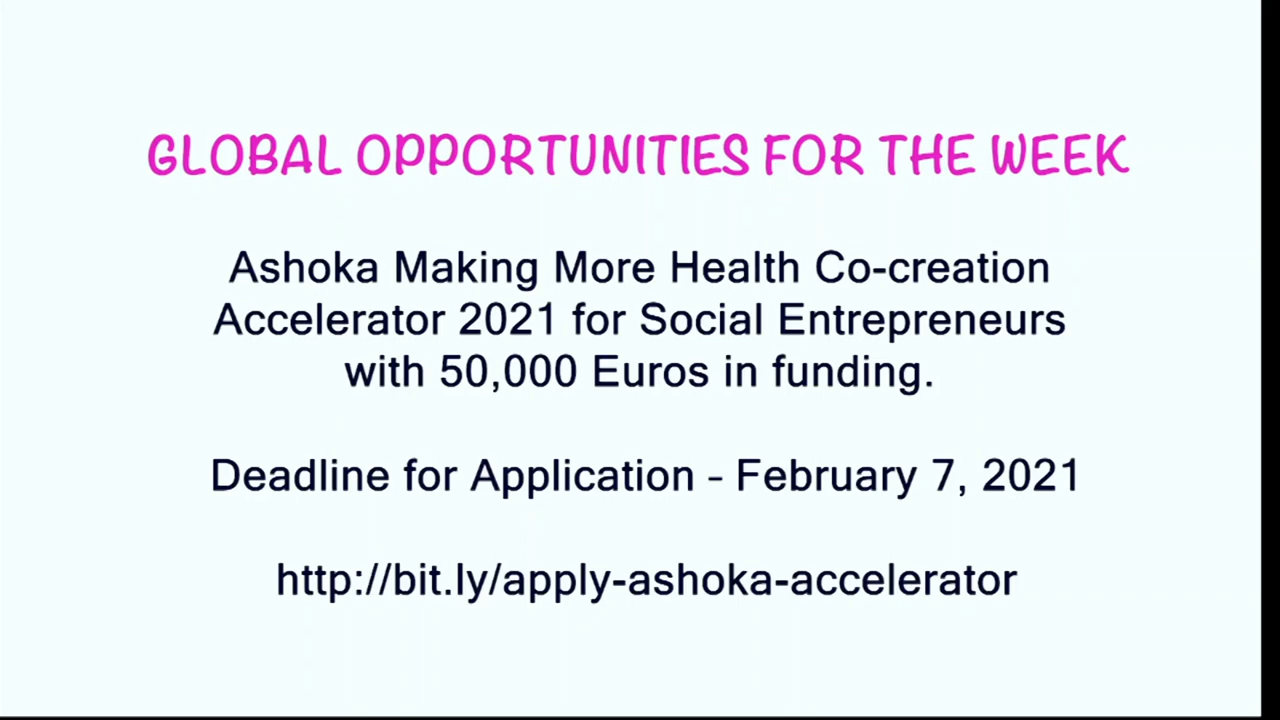 GLOBAL OPPORTUNITIES FOR THE WEEK
Ashoka Making More Health Co-creation
Accelerator 2021 for Social Entrepreneurs
with 50,000 Euros in funding.
Deadline for Application - February 7, 2021
http://bit.ly/apply-ashoka-accelerator